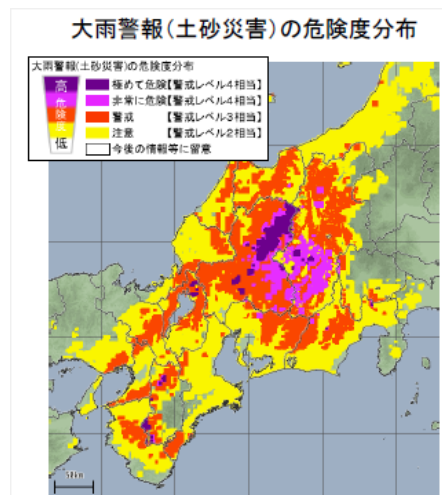 大雨警報(土砂災害)の危険度分布
大雨警報(土砂災害)の危険度分布
高
危
険
度
低
極めて危険【警戒レベル4相当】
非常に危険【警戒レベル4相当】
警戒 【警戒レベル3相当】
注意 【警戒レベル2相当】
今後の情報等に留意
50km